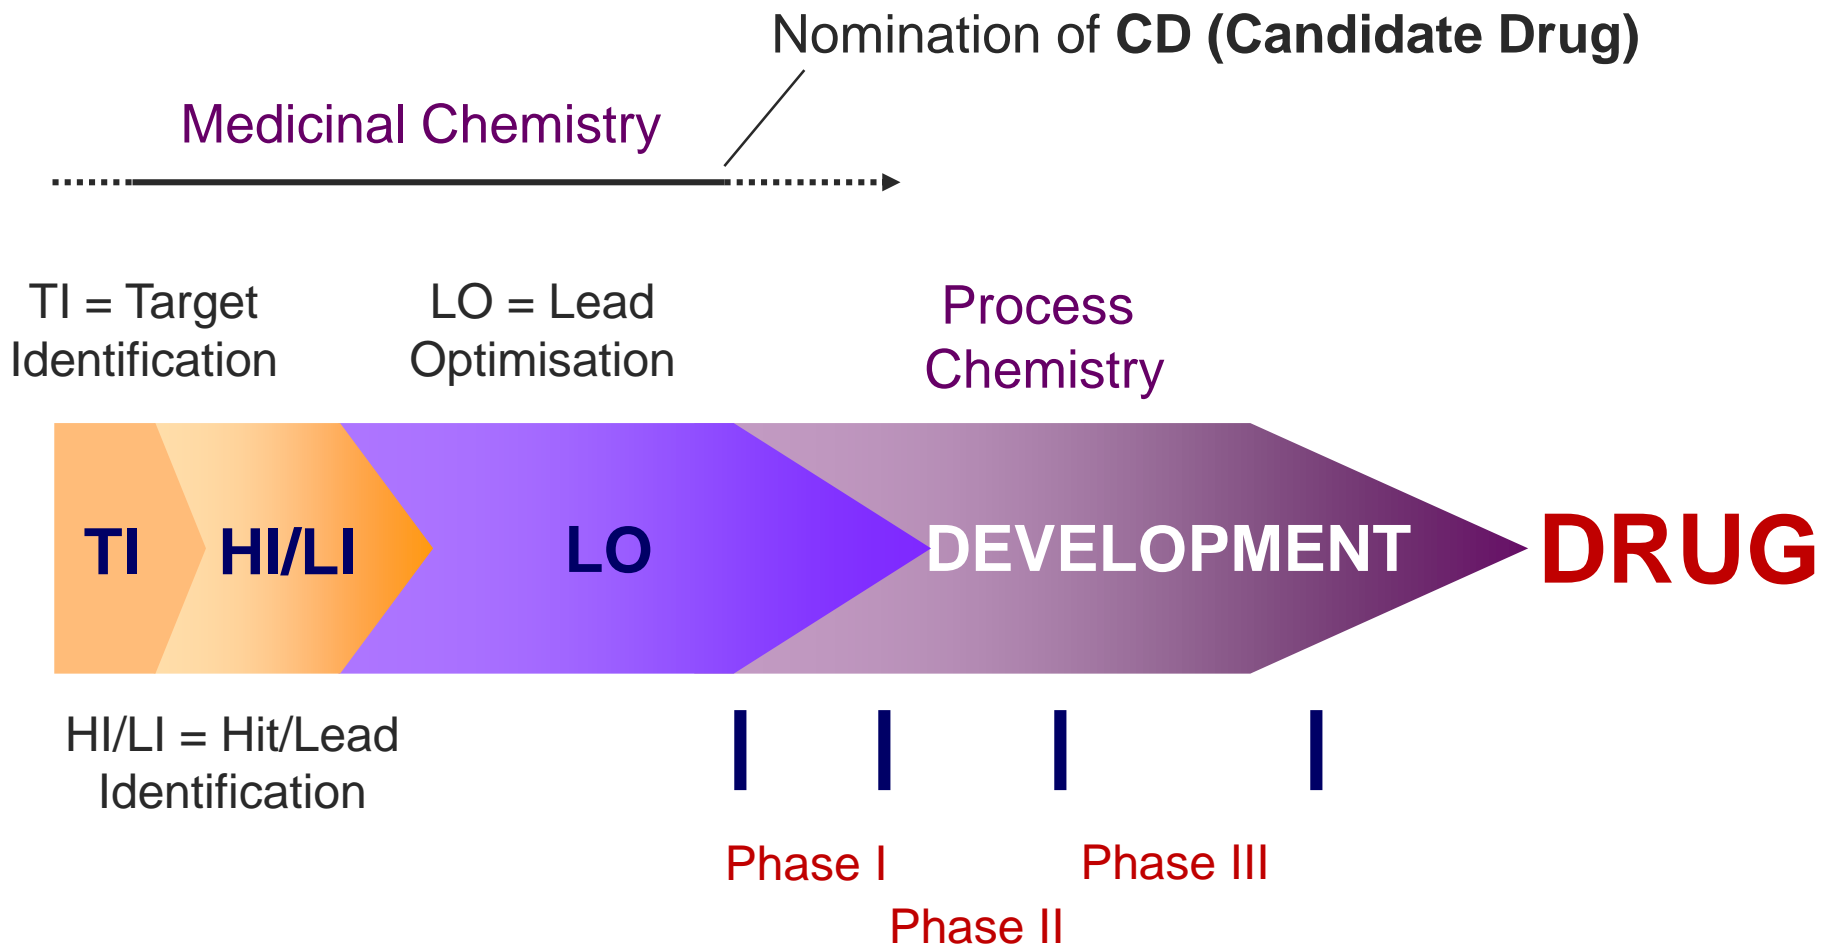 Nomination of CD (Candidate Drug)
Medicinal Chemistry
TI = Target
Identification
LO = Lead
Optimisation
Process
Chemistry
TI
HI/LI
LO
DEVELOPMENT
DRUG
HI/LI = Hit/Lead
Identification
Phase I
Phase II
Phase III